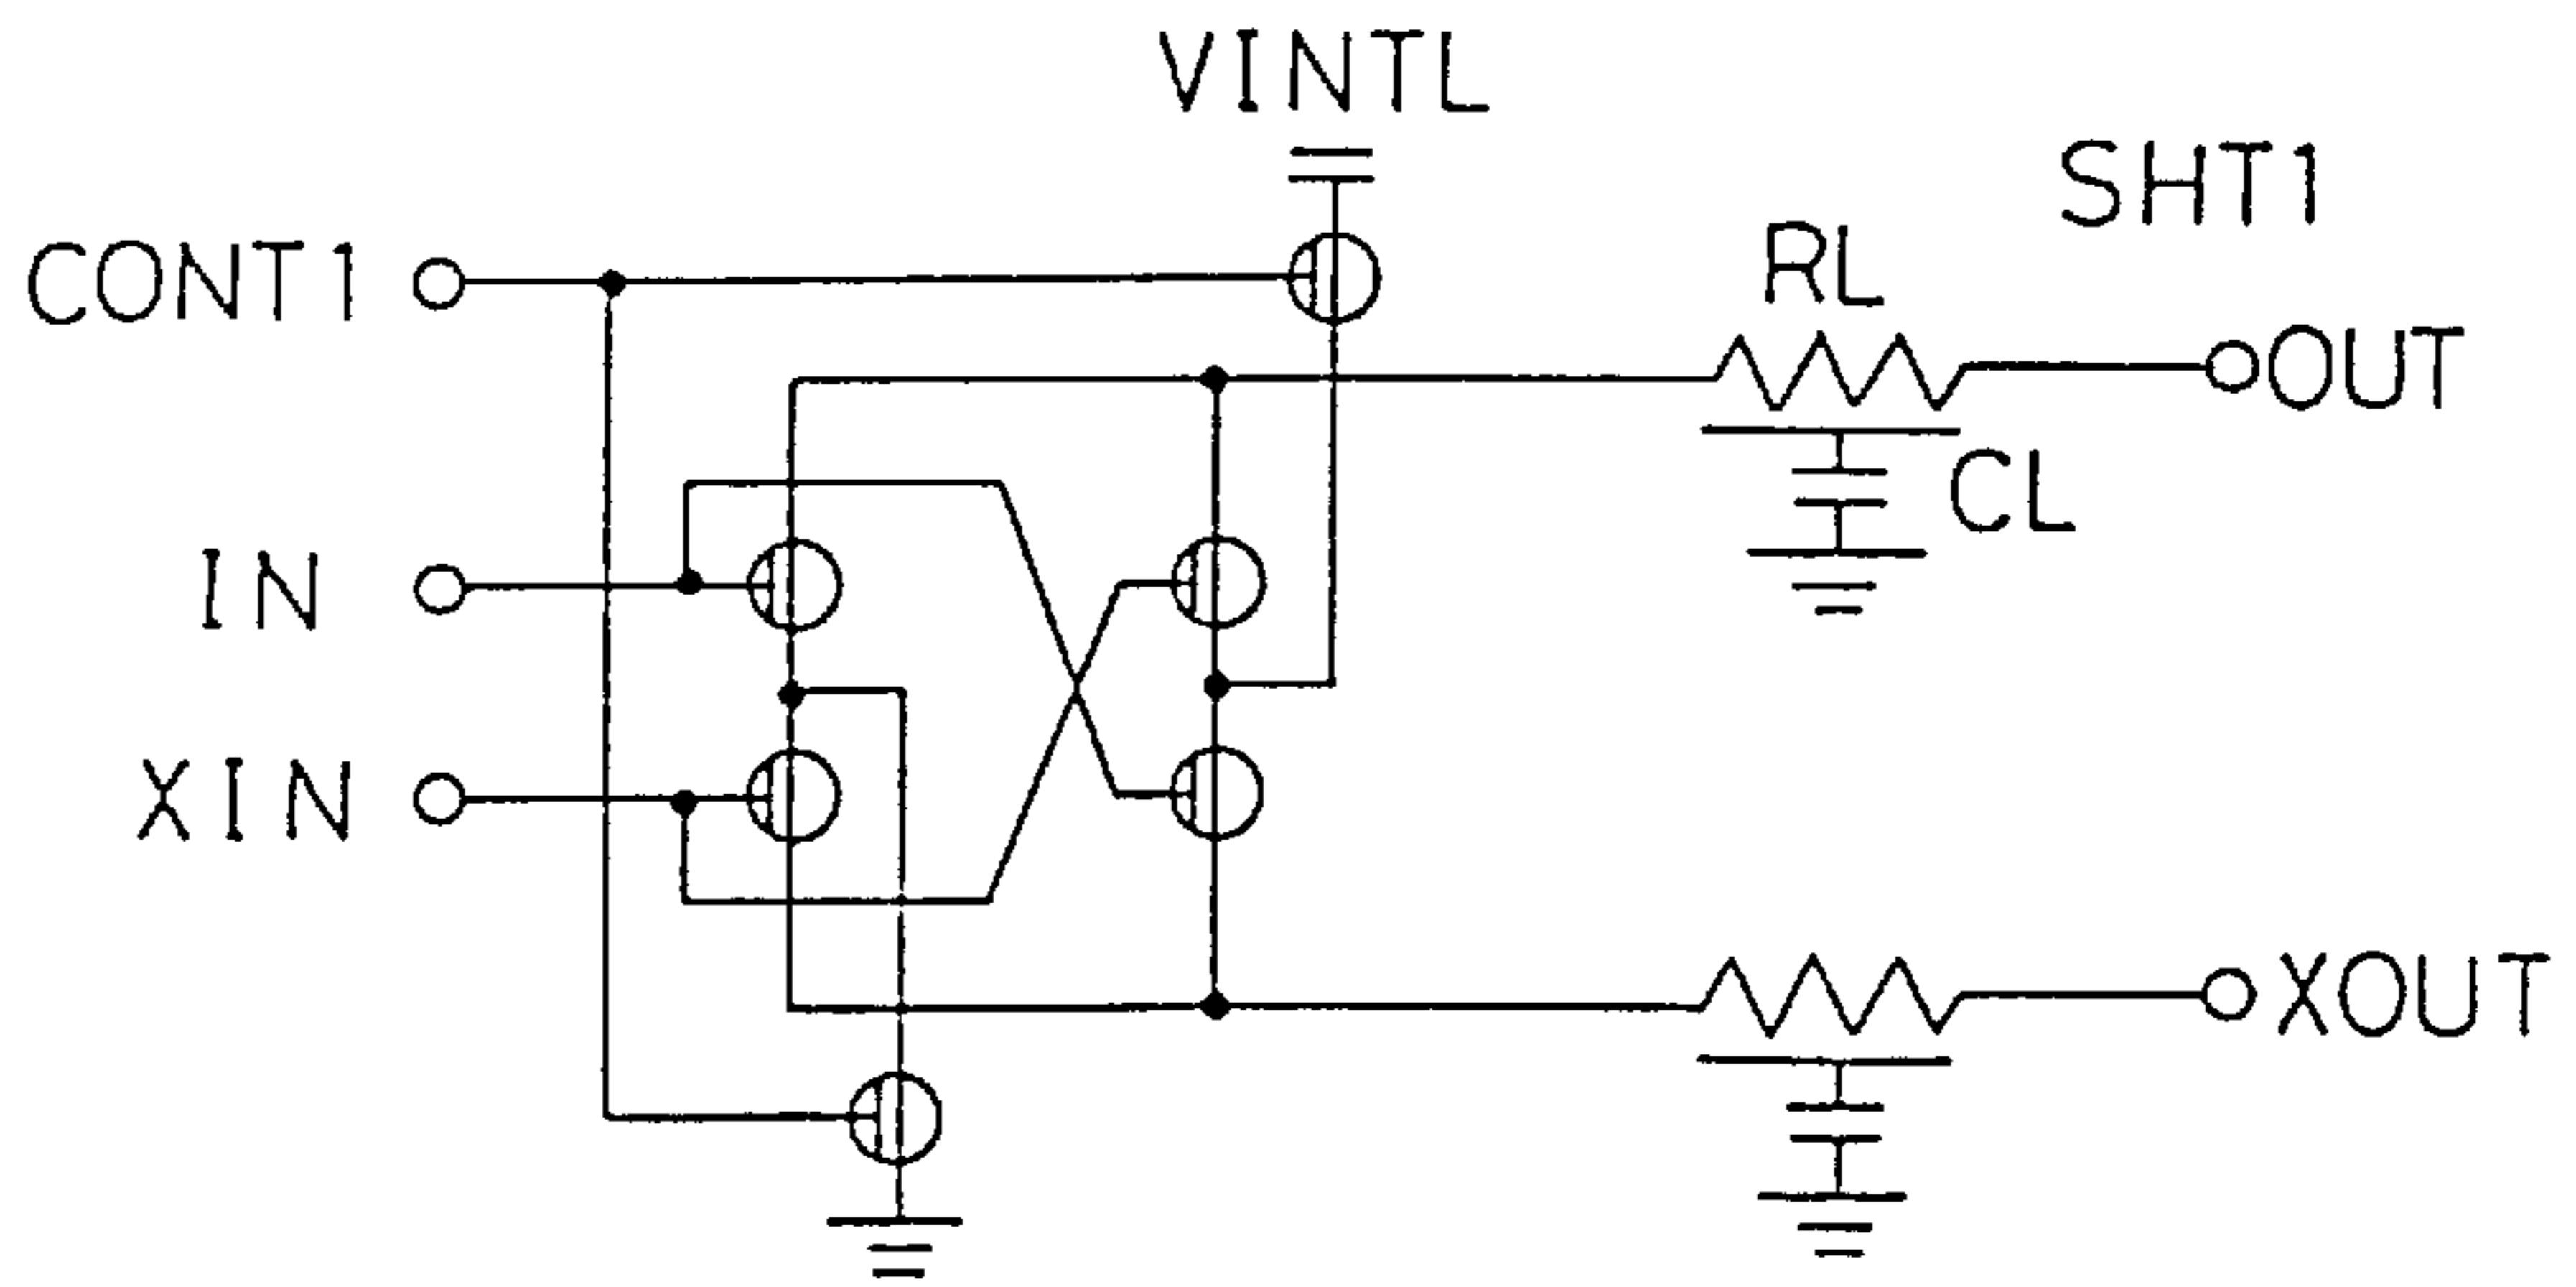 VINTL
SHT1
CONT1
RL
OUT
CL
IN
XIN
XOUT